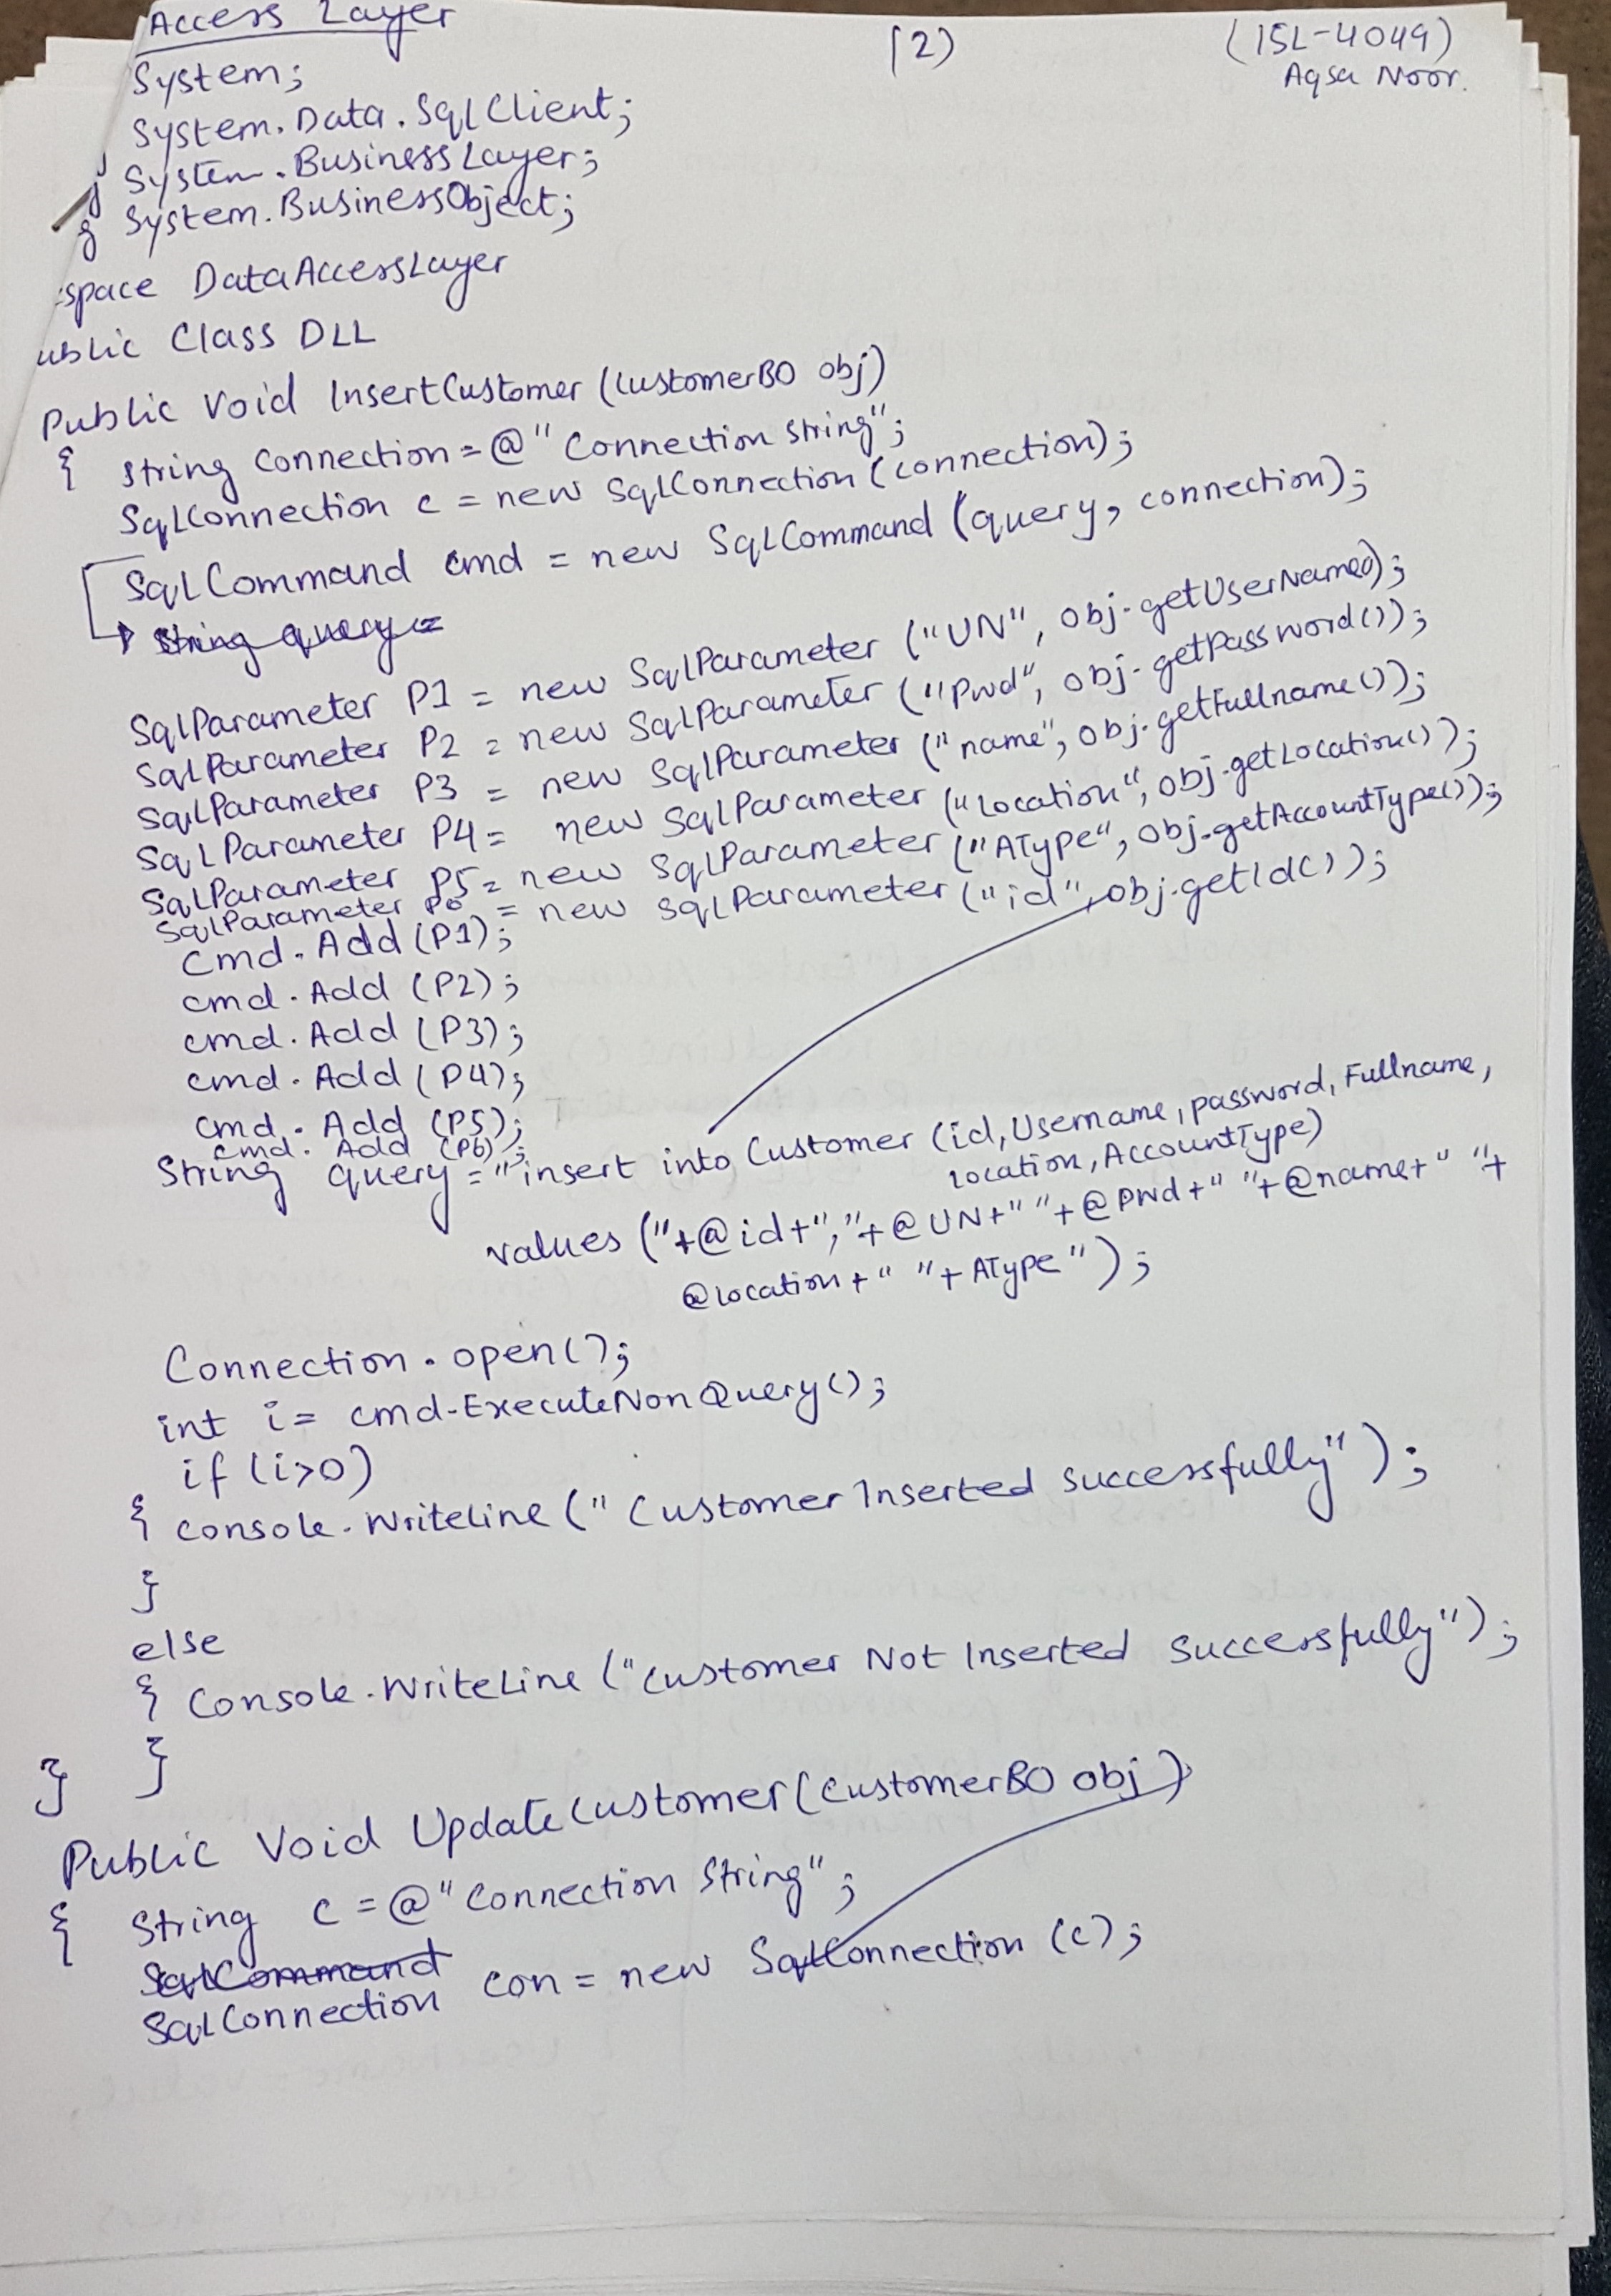 Access Layer
(2)
(15L-4049)
Aqsa Noor.
System;
System.Data.SqlClient;
System.BusinessLayer;
g System.BusinessObject;
space DataAccessLayer
ublic Class DLL
Public Void InsertCustomer (CustomerBO obj)
{ String Connection = @"Connection String";
SqlConnection c = new SqlConnection (connection);
SqlCommand cmd = new SqlCommand (query, connection);
String query =
SqlParameter P1 = new SqlParameter ("UN", obj.getUserName());
SqlParameter P2 = new SqlParameter ("Pwd", obj.getPassword());
SqlParameter P3 = new SqlParameter ("name", obj.getFullname());
SqlParameter P4 = new SqlParameter ("Location", obj.getLocation());
SqlParameter P5 = new SqlParameter ("AType", obj.getAccountType());
SqlParameter P6 = new SqlParameter ("id", obj.getId());
cmd.Add (P1);
cmd.Add (P2);
cmd.Add (P3);
cmd.Add (P4);
cmd.Add (P5);
cmd.Add (P6);
String query = "insert into Customer (id, Username, password, Fullname,
location, AccountType)
values ("+@id+","+@UN+" "+@Pwd+" "+@name+" "+
@location+" "+AType");
Connection.open();
int i = cmd.ExecuteNonQuery();
if (i>0)
{ Console.WriteLine ("Customer Inserted Successfully");
}
else
{ Console.WriteLine ("Customer Not Inserted Successfully");
} }
Public Void UpdateCustomer (CustomerBO obj)
{ String c = @"Connection String";
SqlCommand
SqlConnection con = new SqlConnection (c);